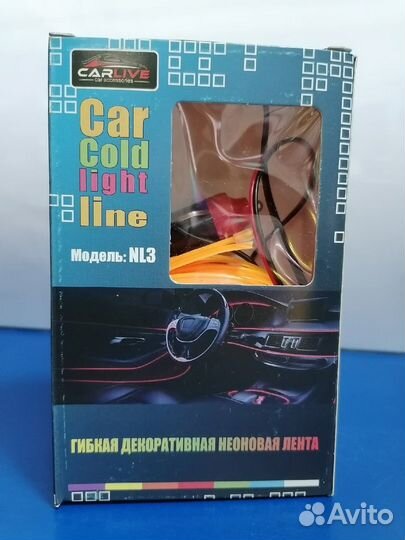 CARLIVE
car accessories
Car
Cold
light
line
Модель: NL3
ГИБКАЯ ДЕКОРАТИВНАЯ НЕОНОВАЯ ЛЕНТА
Avito